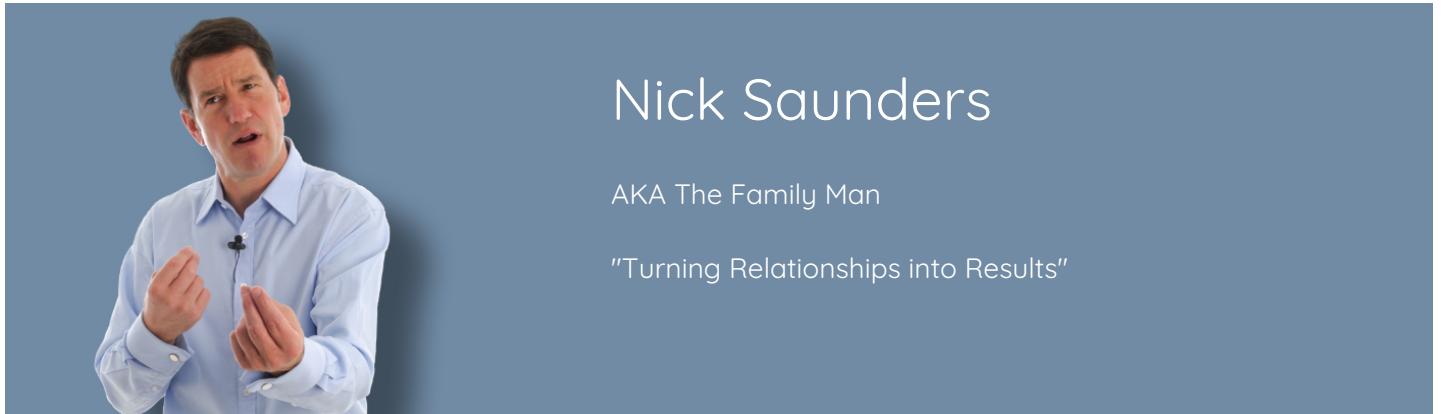 Nick Saunders
AKA The Family Man
"Turning Relationships into Results"